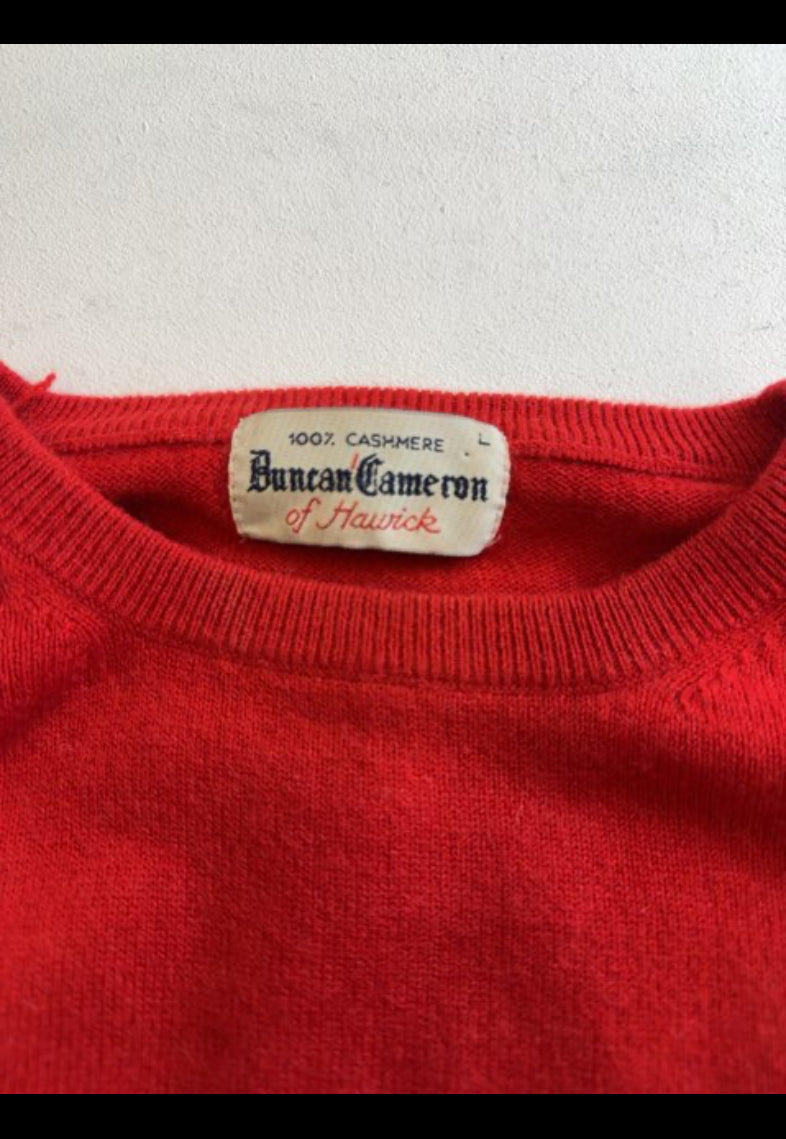 100% CASHMERE L
Duncan Cameron
of Hawick